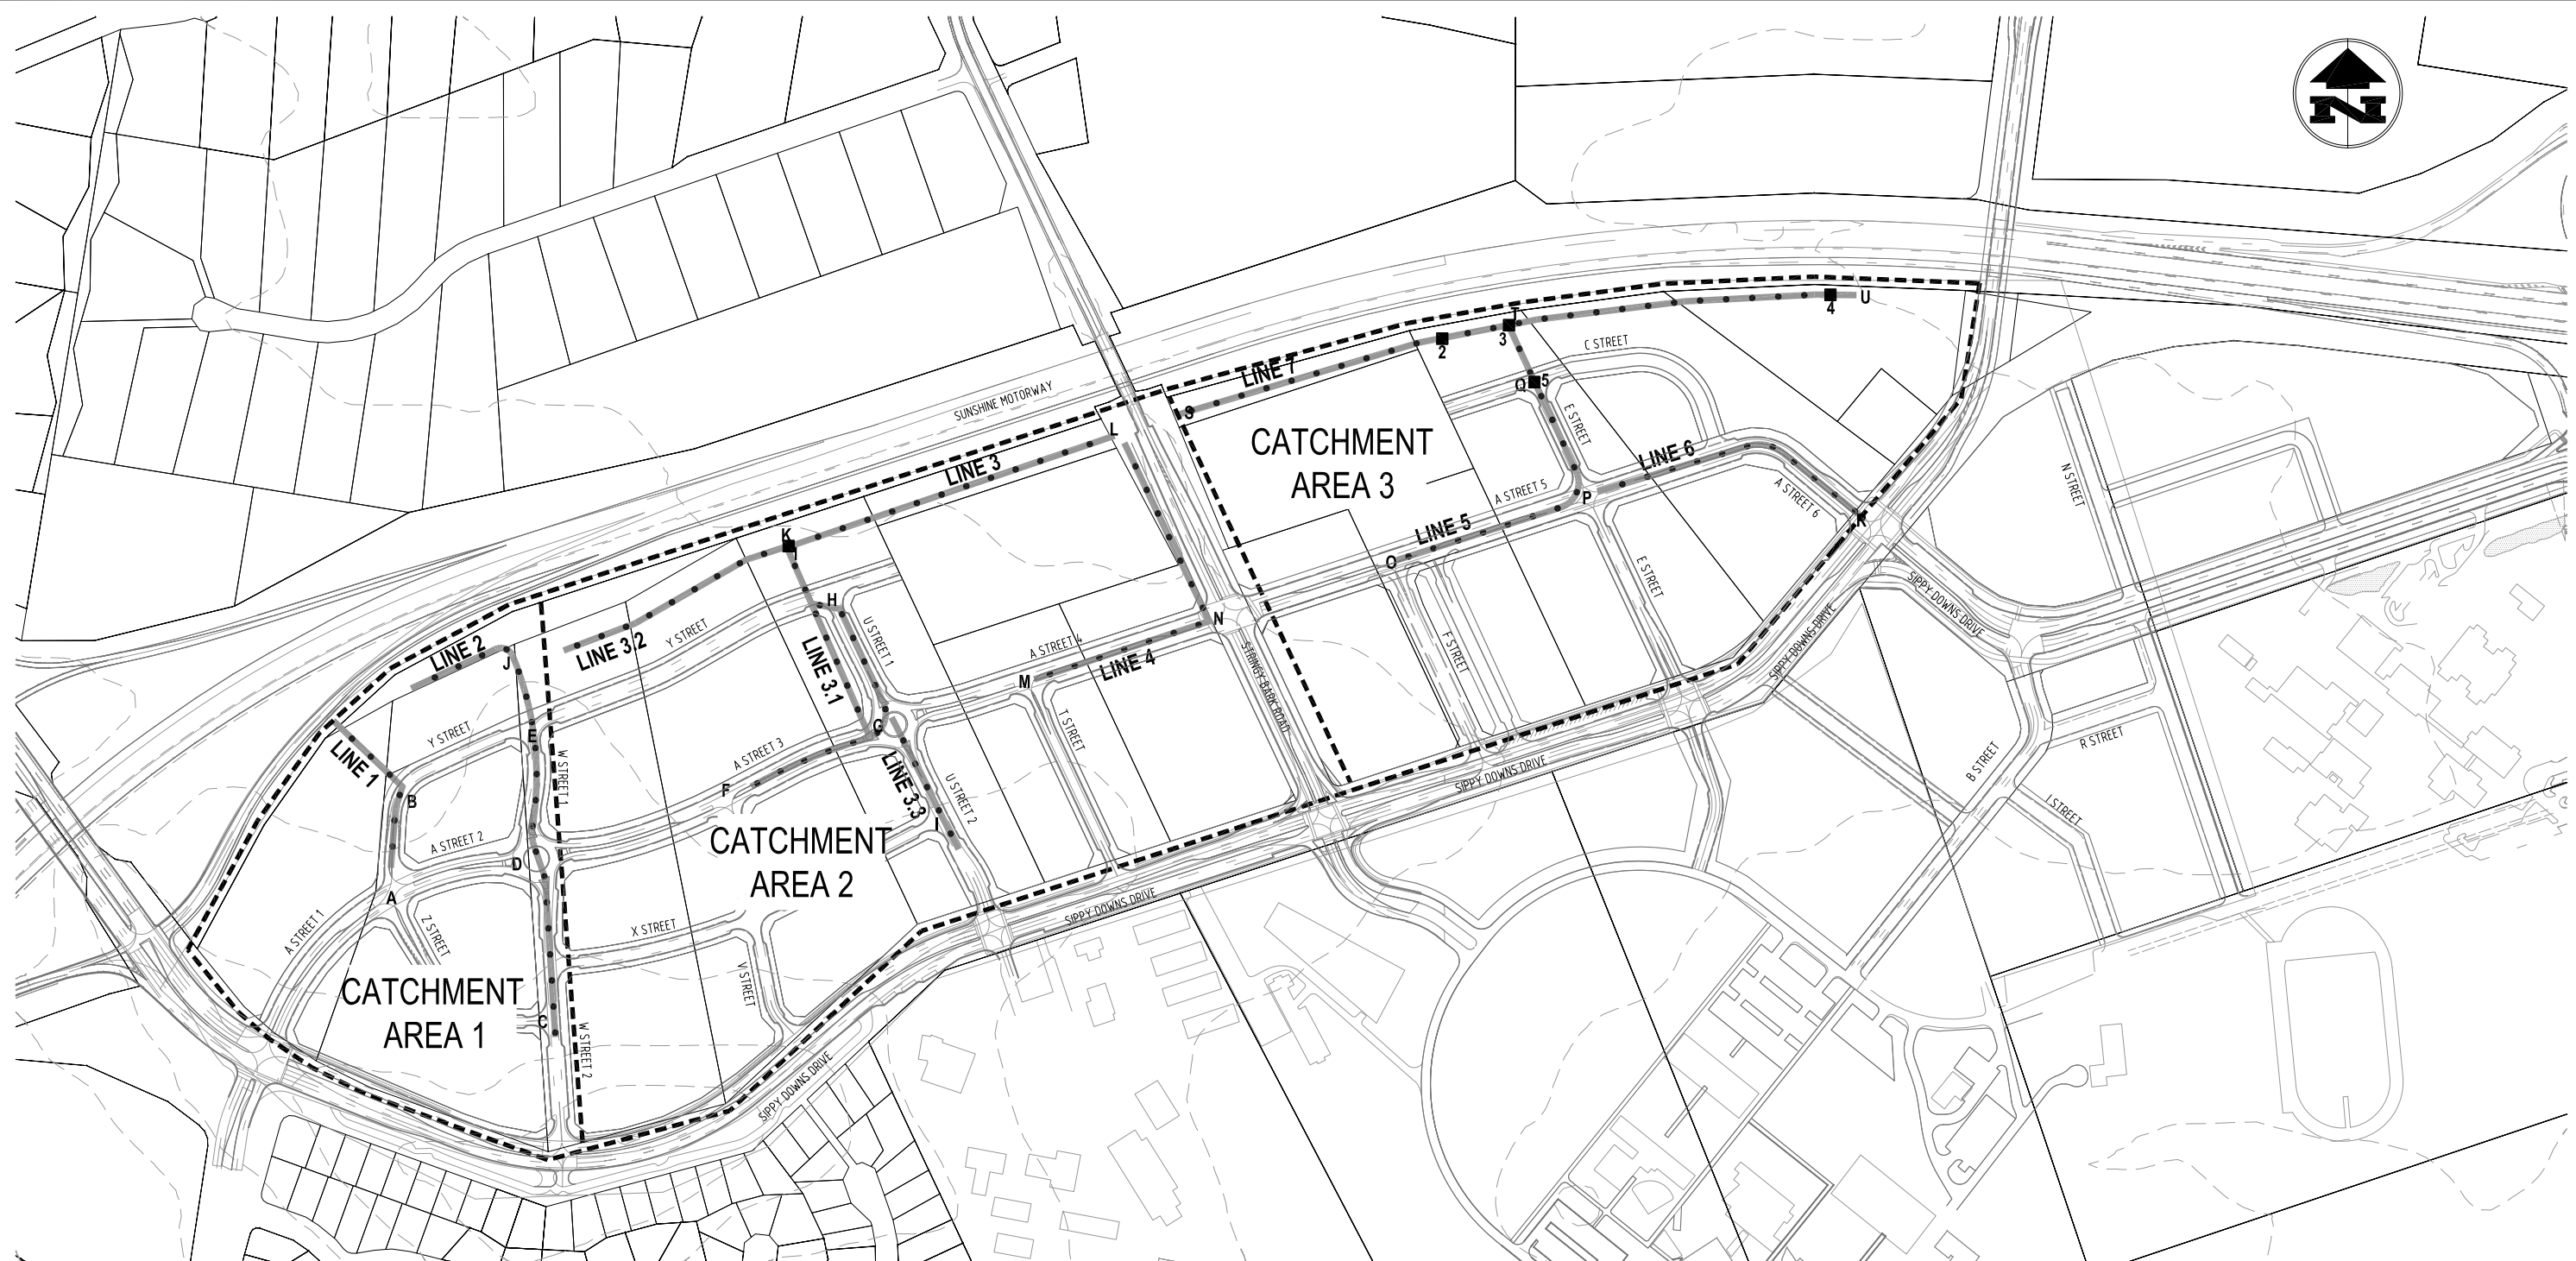 N
U
4
T
3
2
C STREET
LINE 7
Q
5
SUNSHINE MOTORWAY
S
E STREET
CATCHMENT
AREA 3
L
LINE 3
LINE 6
N STREET
A STREET 5
P
A STREET 6
R
LINE 5
K
O
E STREET
SIPPY DOWNS DRIVE
H
U STREET 1
Y STREET
N
LINE 2
J
LINE 3.2
LINE 3.1
A STREET 4
LINE 4
M
F STREET
SIPPY DOWNS DRIVE
STRINGY BARK ROAD
T STREET
G
Y STREET
E
LINE 1
W STREET 1
A STREET 3
F
LINE 3.3
U STREET 2
I
SIPPY DOWNS DRIVE
B STREET
R STREET
I STREET
B
A STREET 2
D
CATCHMENT
AREA 2
A
Z STREET
A STREET 1
X STREET
SIPPY DOWNS DRIVE
V STREET
CATCHMENT
AREA 1
C
W STREET 2
SIPPY DOWNS DRIVE